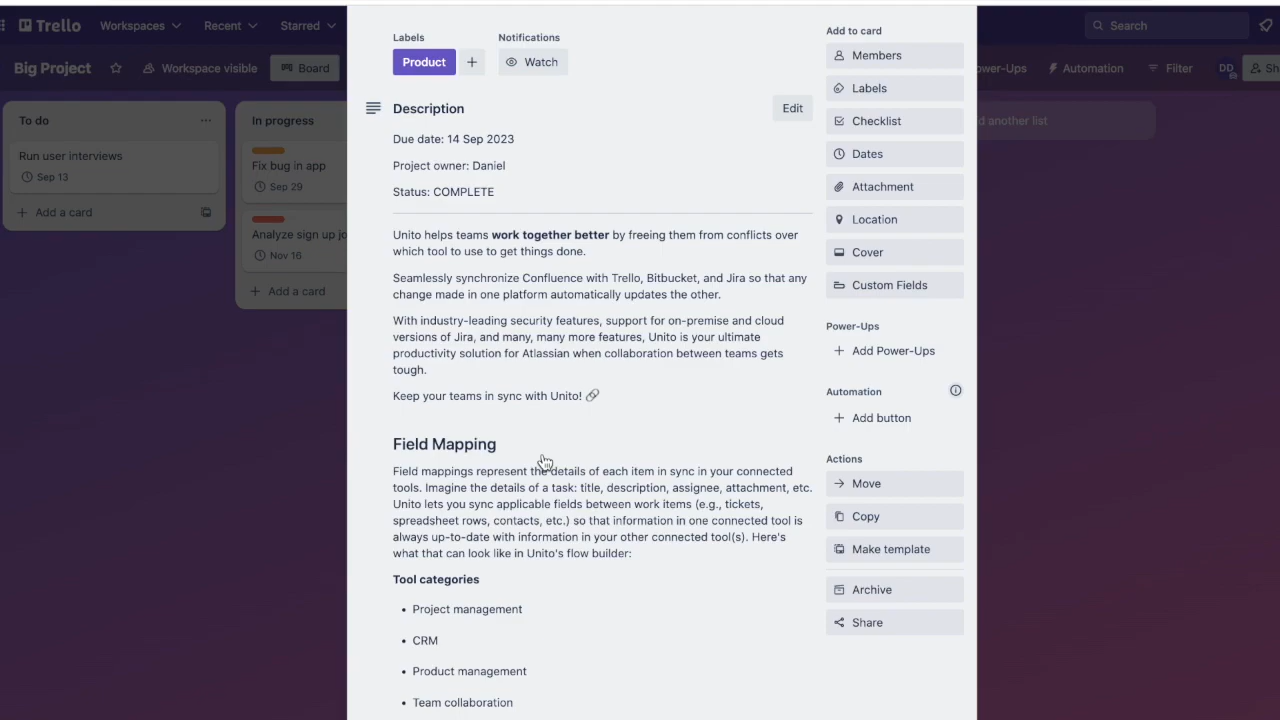 Trello
Workspaces
Recent
Starred
Search
Big Project
Workspace visible
Board
ower-Ups
Automation
Filter
DD
Sh
To do
Run user interviews
Sep 13
Add a card
In progress
Fix bug in app
Sep 29
Analyze sign up jo
Nov 16
Add a card
d another list
Labels
Product
Notifications
Watch
Description
Edit
Due date: 14 Sep 2023
Project owner: Daniel
Status: COMPLETE
Unito helps teams work together better by freeing them from conflicts over
which tool to use to get things done.
Seamlessly synchronize Confluence with Trello, Bitbucket, and Jira so that any
change made in one platform automatically updates the other.
With industry-leading security features, support for on-premise and cloud
versions of Jira, and many, many more features, Unito is your ultimate
productivity solution for Atlassian when collaboration between teams gets
tough.
Keep your teams in sync with Unito! 🔗
Field Mapping
Field mappings represent the details of each item in sync in your connected
tools. Imagine the details of a task: title, description, assignee, attachment, etc.
Unito lets you sync applicable fields between work items (e.g., tickets,
spreadsheet rows, contacts, etc.) so that information in one connected tool is
always up-to-date with information in your other connected tool(s). Here's
what that can look like in Unito's flow builder:
Tool categories
• Project management
• CRM
• Product management
• Team collaboration
Add to card
Members
Labels
Checklist
Dates
Attachment
Location
Cover
Custom Fields
Power-Ups
Add Power-Ups
Automation
Add button
Actions
Move
Copy
Make template
Archive
Share